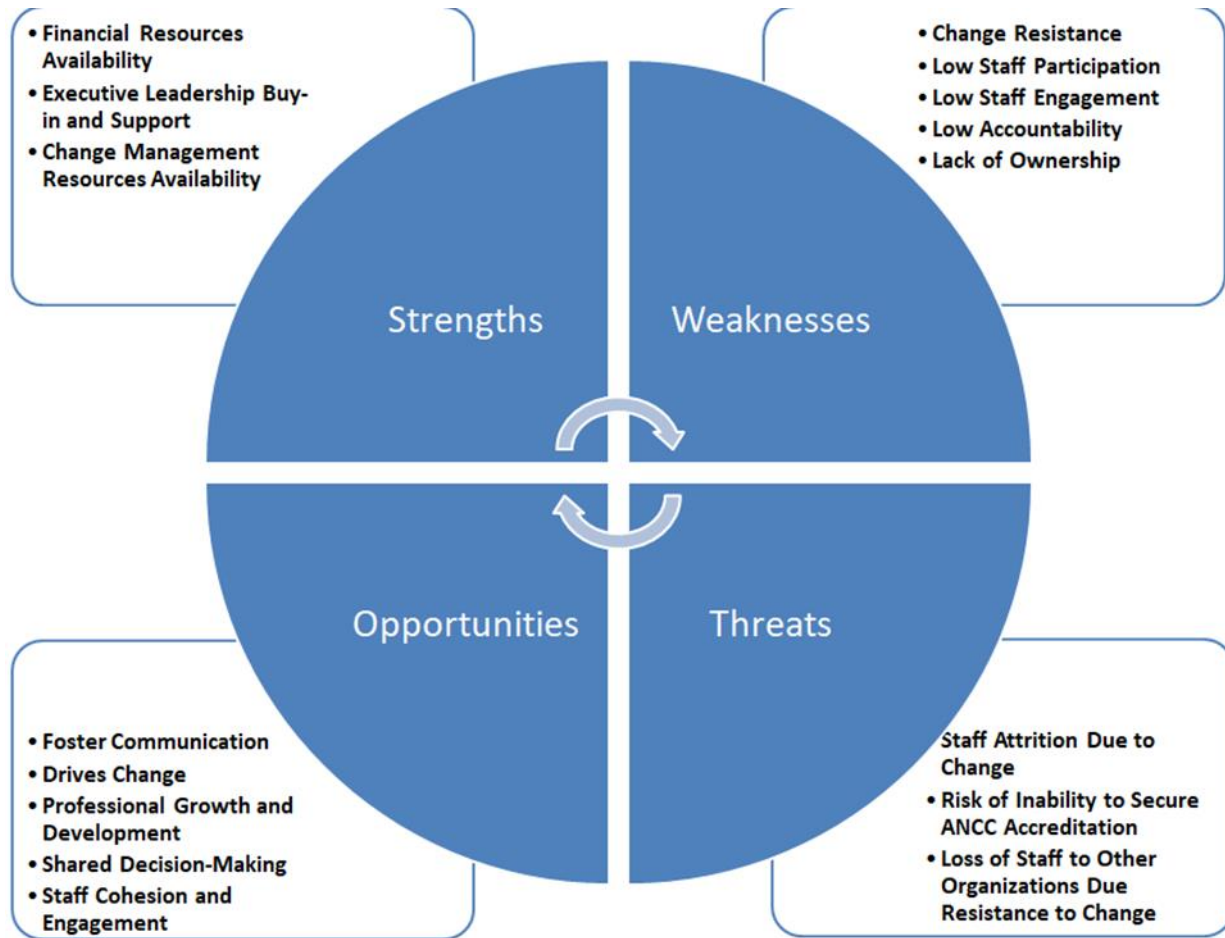 • Financial Resources
Availability
• Executive Leadership Buy-
in and Support
• Change Management
Resources Availability
• Change Resistance
• Low Staff Participation
• Low Staff Engagement
• Low Accountability
• Lack of Ownership
Strengths
Weaknesses
Opportunities
Threats
• Foster Communication
• Drives Change
• Professional Growth and
Development
• Shared Decision-Making
• Staff Cohesion and
Engagement
Staff Attrition Due to
Change
• Risk of Inability to Secure
ANCC Accreditation
• Loss of Staff to Other
Organizations Due
Resistance to Change